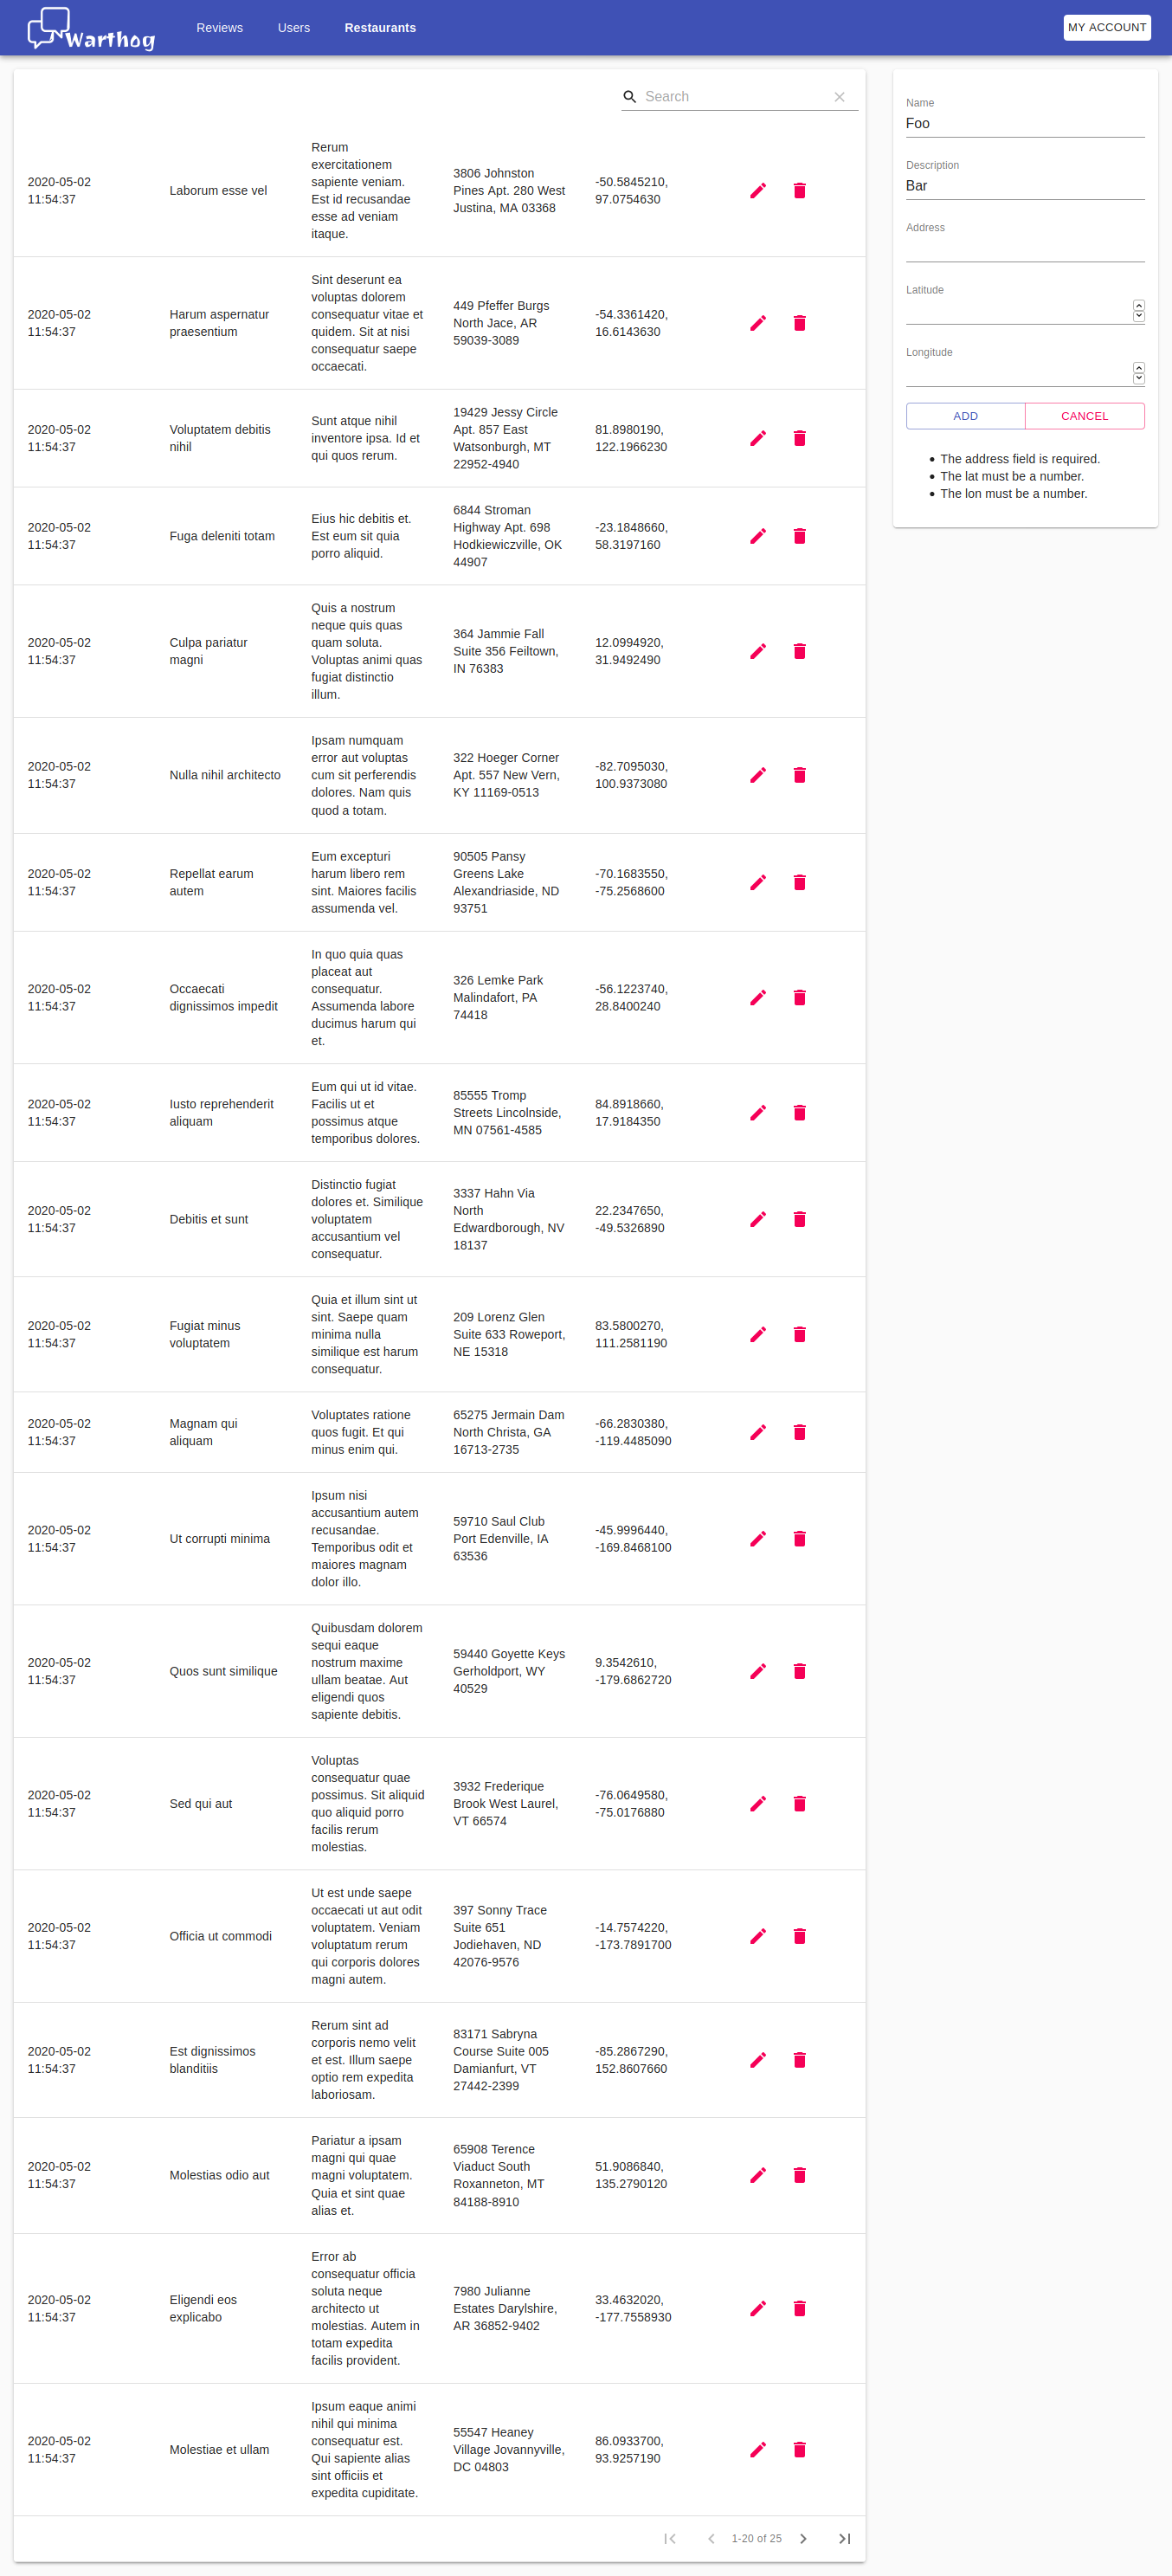 Warthog
Reviews
Users
Restaurants
MY ACCOUNT
Search
2020-05-02
11:54:37
Laborum esse vel
Rerum
exercitationem
sapiente veniam.
Est id recusandae
esse ad veniam
itaque.
3806 Johnston
Pines Apt. 280 West
Justina, MA 03368
-50.5845210,
97.0754630
2020-05-02
11:54:37
Harum aspernatur
praesentium
Sint deserunt ea
voluptas dolorem
consequatur vitae et
quidem. Sit at nisi
consequatur saepe
occaecati.
449 Pfeffer Burgs
North Jace, AR
59039-3089
-54.3361420,
16.6143630
2020-05-02
11:54:37
Voluptatem debitis
nihil
Sunt atque nihil
inventore ipsa. Id et
qui quos rerum.
19429 Jessy Circle
Apt. 857 East
Watsonburgh, MT
22952-4940
81.8980190,
122.1966230
2020-05-02
11:54:37
Fuga deleniti totam
Eius hic debitis et.
Est eum sit quia
porro aliquid.
6844 Stroman
Highway Apt. 698
Hodkiewiczville, OK
44907
-23.1848660,
58.3197160
2020-05-02
11:54:37
Culpa pariatur
magni
Quis a nostrum
neque quis quas
quam soluta.
Voluptas animi quas
fugiat distinctio
illum.
364 Jammie Fall
Suite 356 Feiltown,
IN 76383
12.0994920,
31.9492490
2020-05-02
11:54:37
Nulla nihil architecto
Ipsam numquam
error aut voluptas
cum sit perferendis
dolores. Nam quis
quod a totam.
322 Hoeger Corner
Apt. 557 New Vern,
KY 11169-0513
-82.7095030,
100.9373080
2020-05-02
11:54:37
Repellat earum
autem
Eum excepturi
harum libero rem
sint. Maiores facilis
assumenda vel.
90505 Pansy
Greens Lake
Alexandriaside, ND
93751
-70.1683550,
-75.2568600
2020-05-02
11:54:37
Occaecati
dignissimos impedit
In quo quia quas
placeat aut
consequatur.
Assumenda labore
ducimus harum qui
et.
326 Lemke Park
Malindafort, PA
74418
-56.1223740,
28.8400240
2020-05-02
11:54:37
Iusto reprehenderit
aliquam
Eum qui ut id vitae.
Facilis ut et
possimus atque
temporibus dolores.
85555 Tromp
Streets Lincolnside,
MN 07561-4585
84.8918660,
17.9184350
2020-05-02
11:54:37
Debitis et sunt
Distinctio fugiat
dolores et. Similique
voluptatem
accusantium vel
consequatur.
3337 Hahn Via
North
Edwardborough, NV
18137
22.2347650,
-49.5326890
2020-05-02
11:54:37
Fugiat minus
voluptatem
Quia et illum sint ut
sint. Saepe quam
minima nulla
similique est harum
consequatur.
209 Lorenz Glen
Suite 633 Roweport,
NE 15318
83.5800270,
111.2581190
2020-05-02
11:54:37
Magnam qui
aliquam
Voluptates ratione
quos fugit. Et qui
minus enim qui.
65275 Jermain Dam
North Christa, GA
16713-2735
-66.2830380,
-119.4485090
2020-05-02
11:54:37
Ut corrupti minima
Ipsum nisi
accusantium autem
recusandae.
Temporibus odit et
maiores magnam
dolor illo.
59710 Saul Club
Port Edenville, IA
63536
-45.9996440,
-169.8468100
2020-05-02
11:54:37
Quos sunt similique
Quibusdam dolorem
sequi eaque
nostrum maxime
ullam beatae. Aut
eligendi quos
sapiente debitis.
59440 Goyette Keys
Gerholdport, WY
40529
9.3542610,
-179.6862720
2020-05-02
11:54:37
Sed qui aut
Voluptas
consequatur quae
possimus. Sit aliquid
quo aliquid porro
facilis rerum
molestias.
3932 Frederique
Brook West Laurel,
VT 66574
-76.0649580,
-75.0176880
2020-05-02
11:54:37
Officia ut commodi
Ut est unde saepe
occaecati ut aut odit
voluptatem. Veniam
voluptatum rerum
qui corporis dolores
magni autem.
397 Sonny Trace
Suite 651
Jodiehaven, ND
42076-9576
-14.7574220,
-173.7891700
2020-05-02
11:54:37
Est dignissimos
blanditiis
Rerum sint ad
corporis nemo velit
et est. Illum saepe
optio rem expedita
laboriosam.
83171 Sabryna
Course Suite 005
Damianfurt, VT
27442-2399
-85.2867290,
152.8607660
2020-05-02
11:54:37
Molestias odio aut
Pariatur a ipsam
magni qui quae
magni voluptatem.
Quia et sint quae
alias et.
65908 Terence
Viaduct South
Roxanneton, MT
84188-8910
51.9086840,
135.2790120
2020-05-02
11:54:37
Eligendi eos
explicabo
Error ab
consequatur officia
soluta neque
architecto ut
molestias. Autem in
totam expedita
facilis provident.
7980 Julianne
Estates Darylshire,
AR 36852-9402
33.4632020,
-177.7558930
2020-05-02
11:54:37
Molestiae et ullam
Ipsum eaque animi
nihil qui minima
consequatur est.
Qui sapiente alias
sint officiis et
expedita cupiditate.
55547 Heaney
Village Jovannyville,
DC 04803
86.0933700,
93.9257190
1-20 of 25
Name
Foo
Description
Bar
Address
Latitude
Longitude
ADD
CANCEL
The address field is required.
The lat must be a number.
The lon must be a number.